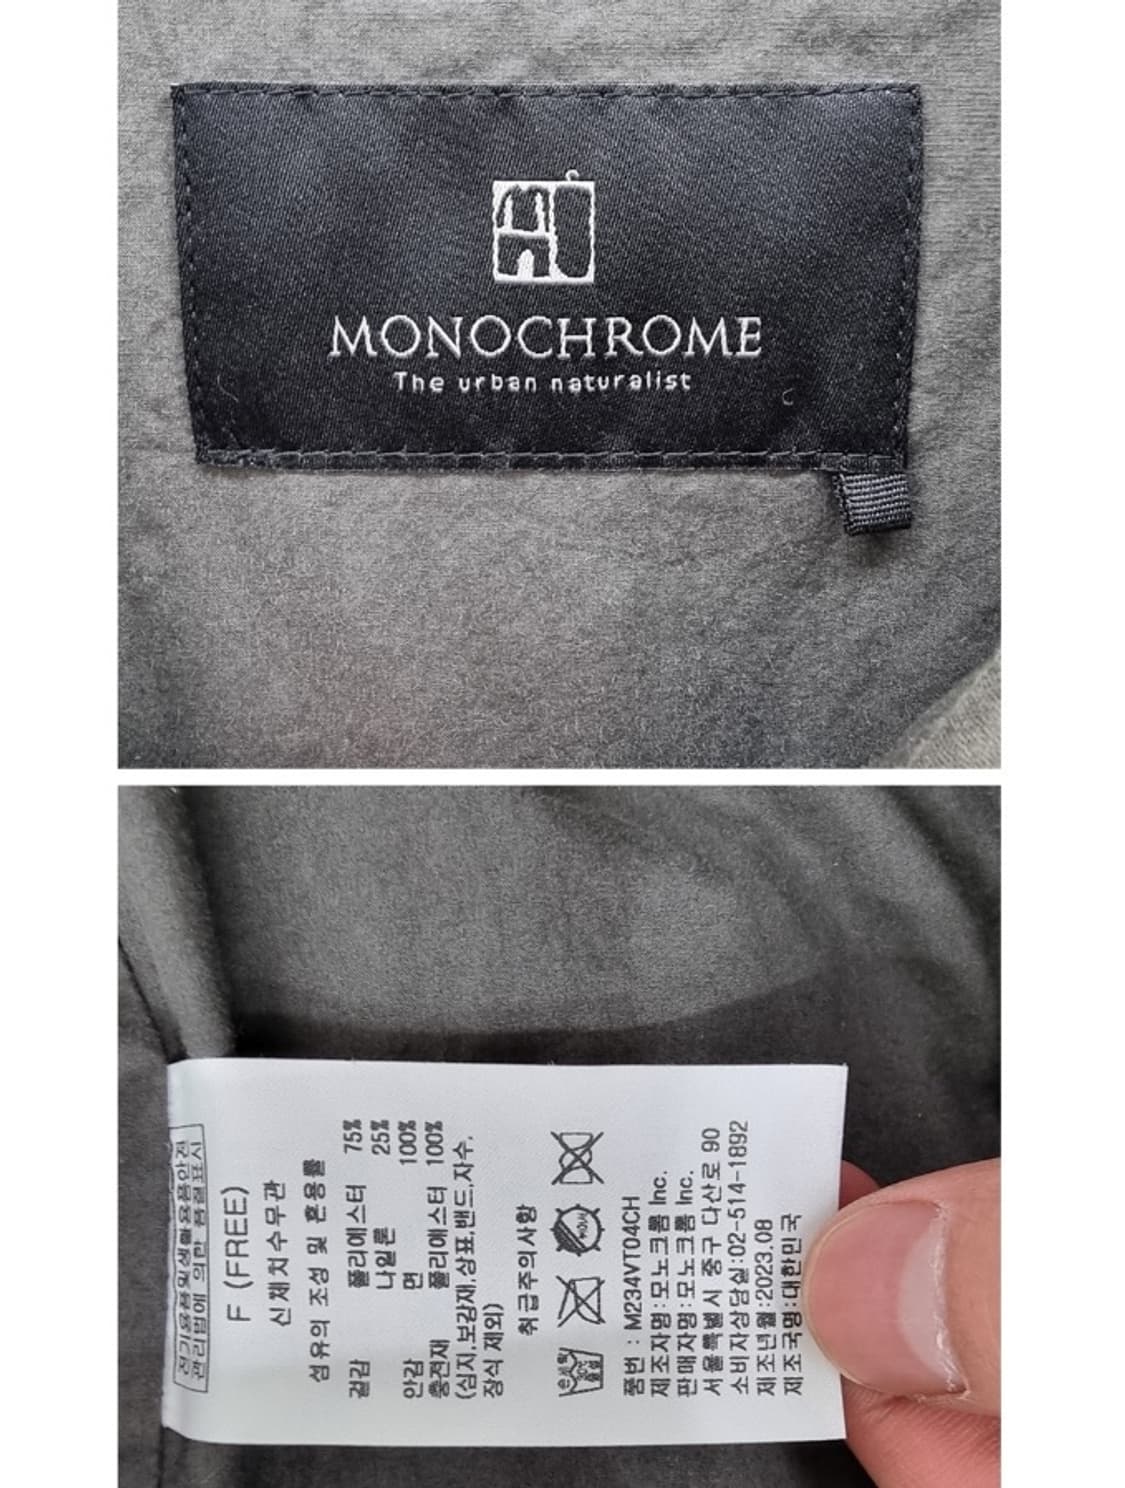 MONOCHROME
The urban naturalist
전기용품및생활용품안전
관리법에 의한 품질표시
F (FREE)
신체치수무관
섬유의 조성 및 혼용률
겉감 폴리에스터 75%
나일론 25%
안감 면 100%
충전재 폴리에스터 100%
(심지,보강재,상표,밴드,자수,
장식 제외)
취급주의사항
품번 : M234VT04CH
제조자명:모노크롬 Inc.
판매자명:모노크롬 Inc.
서울특별시 중구 다산로 90
소비자상담실:02-514-1892
제조년월:2023.08
제조국명:대한민국